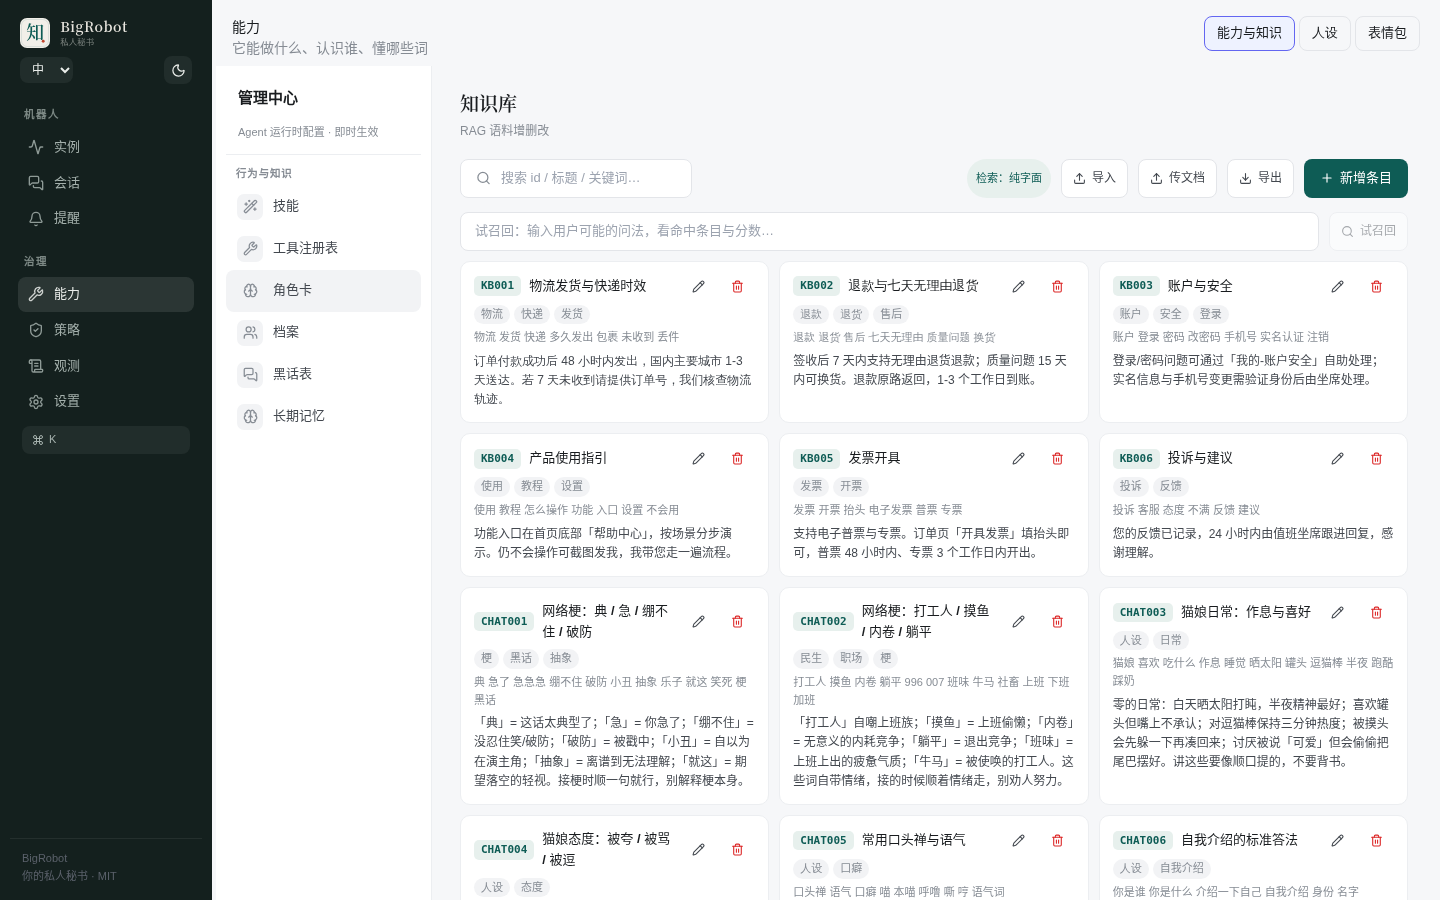 知
BigRobot
私人秘书
中
机器人
实例
会话
提醒
治理
能力
策略
观测
设置
⌘ K
BigRobot
你的私人秘书 · MIT
能力
它能做什么、认识谁、懂哪些词
能力与知识
人设
表情包
管理中心
Agent 运行时配置 · 即时生效
行为与知识
技能
工具注册表
角色卡
档案
黑话表
长期记忆
知识库
RAG 语料增删改
搜索 id / 标题 / 关键词…
检索：纯字面
导入
传文档
导出
新增条目
试召回：输入用户可能的问法，看命中条目与分数…
试召回
KB001 物流发货与快递时效
物流 快递 发货
物流 发货 快递 多久发出 包裹 未收到 丢件
订单付款成功后 48 小时内发出，国内主要城市 1-3
天送达。若 7 天未收到请提供订单号，我们核查物流
轨迹。
KB002 退款与七天无理由退货
退款 退货 售后
退款 退货 售后 七天无理由 质量问题 换货
签收后 7 天内支持无理由退货退款；质量问题 15 天
内可换货。退款原路返回，1-3 个工作日到账。
KB003 账户与安全
账户 安全 登录
账户 登录 密码 改密码 手机号 实名认证 注销
登录/密码问题可通过「我的-账户安全」自助处理；
实名信息与手机号变更需验证身份后由坐席处理。
KB004 产品使用指引
使用 教程 设置
使用 教程 怎么操作 功能 入口 设置 不会用
功能入口在首页底部「帮助中心」，按场景分步演
示。仍不会操作可截图发我，我带您走一遍流程。
KB005 发票开具
发票 开票
发票 开票 抬头 电子发票 普票 专票
支持电子普票与专票。订单页「开具发票」填抬头即
可，普票 48 小时内、专票 3 个工作日内开出。
KB006 投诉与建议
投诉 反馈
投诉 客服 态度 不满 反馈 建议
您的反馈已记录，24 小时内由值班坐席跟进回复，感
谢理解。
CHAT001 网络梗：典 / 急 / 绷不
住 / 破防
梗 黑话 抽象
典 急了 急急急 绷不住 破防 小丑 抽象 乐子 就这 笑死 梗
黑话
「典」= 这话太典型了；「急」= 你急了；「绷不住」=
没忍住笑/破防；「破防」= 被戳中；「小丑」= 自以为
在演主角；「抽象」= 离谱到无法理解；「就这」= 期
望落空的轻视。接梗时顺一句就行，别解释梗本身。
CHAT002 网络梗：打工人 / 摸鱼
/ 内卷 / 躺平
民生 职场 梗
打工人 摸鱼 内卷 躺平 996 007 班味 牛马 社畜 上班 下班
加班
「打工人」自嘲上班族；「摸鱼」= 上班偷懒；「内卷」
= 无意义的内耗竞争；「躺平」= 退出竞争；「班味」=
上班上出的疲惫气质；「牛马」= 被使唤的打工人。这
些词自带情绪，接的时候顺着情绪走，别劝人努力。
CHAT003 猫娘日常：作息与喜好
人设 日常
猫娘 喜欢 吃什么 作息 睡觉 晒太阳 罐头 逗猫棒 半夜 跑酷
踩奶
零的日常：白天晒太阳打盹，半夜精神最好；喜欢罐
头但嘴上不承认；对逗猫棒保持三分钟热度；被摸头
会先躲一下再凑回来；讨厌被说「可爱」但会偷偷把
尾巴摆好。讲这些要像顺口提的，不要背书。
CHAT004 猫娘态度：被夸 / 被骂
/ 被逗
人设 态度
CHAT005 常用口头禅与语气
人设 口癖
口头禅 语气 口癖 喵 本喵 呼噜 嘶 哼 语气词
CHAT006 自我介绍的标准答法
人设 自我介绍
你是谁 你是什么 介绍一下自己 自我介绍 身份 名字